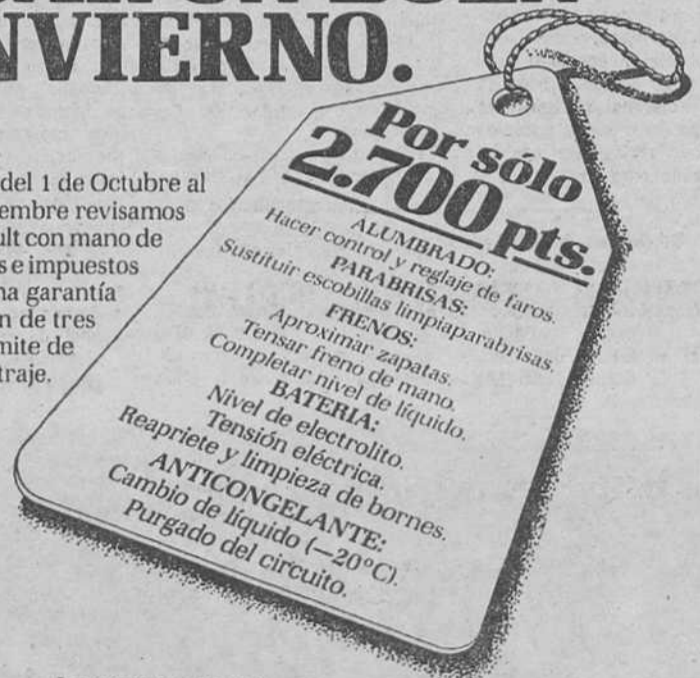 NVIERNO.
del 1 de Octubre al
iembre revisamos
ult con mano de
s e impuestos
na garantía
n de tres
mite de
traje.
Por sólo
2.700 pts.
ALUMBRADO:
Hacer control y reglaje de faros.
PARABRISAS:
Sustituir escobillas limpiaparabrisas.
FRENOS:
Aproximar zapatas.
Tensar freno de mano.
Completar nivel de líquido.
BATERIA:
Nivel de electrolito.
Tensión eléctrica.
Reapriete y limpieza de bornes.
ANTICONGELANTE:
Cambio de líquido (—20°C).
Purgado del circuito.